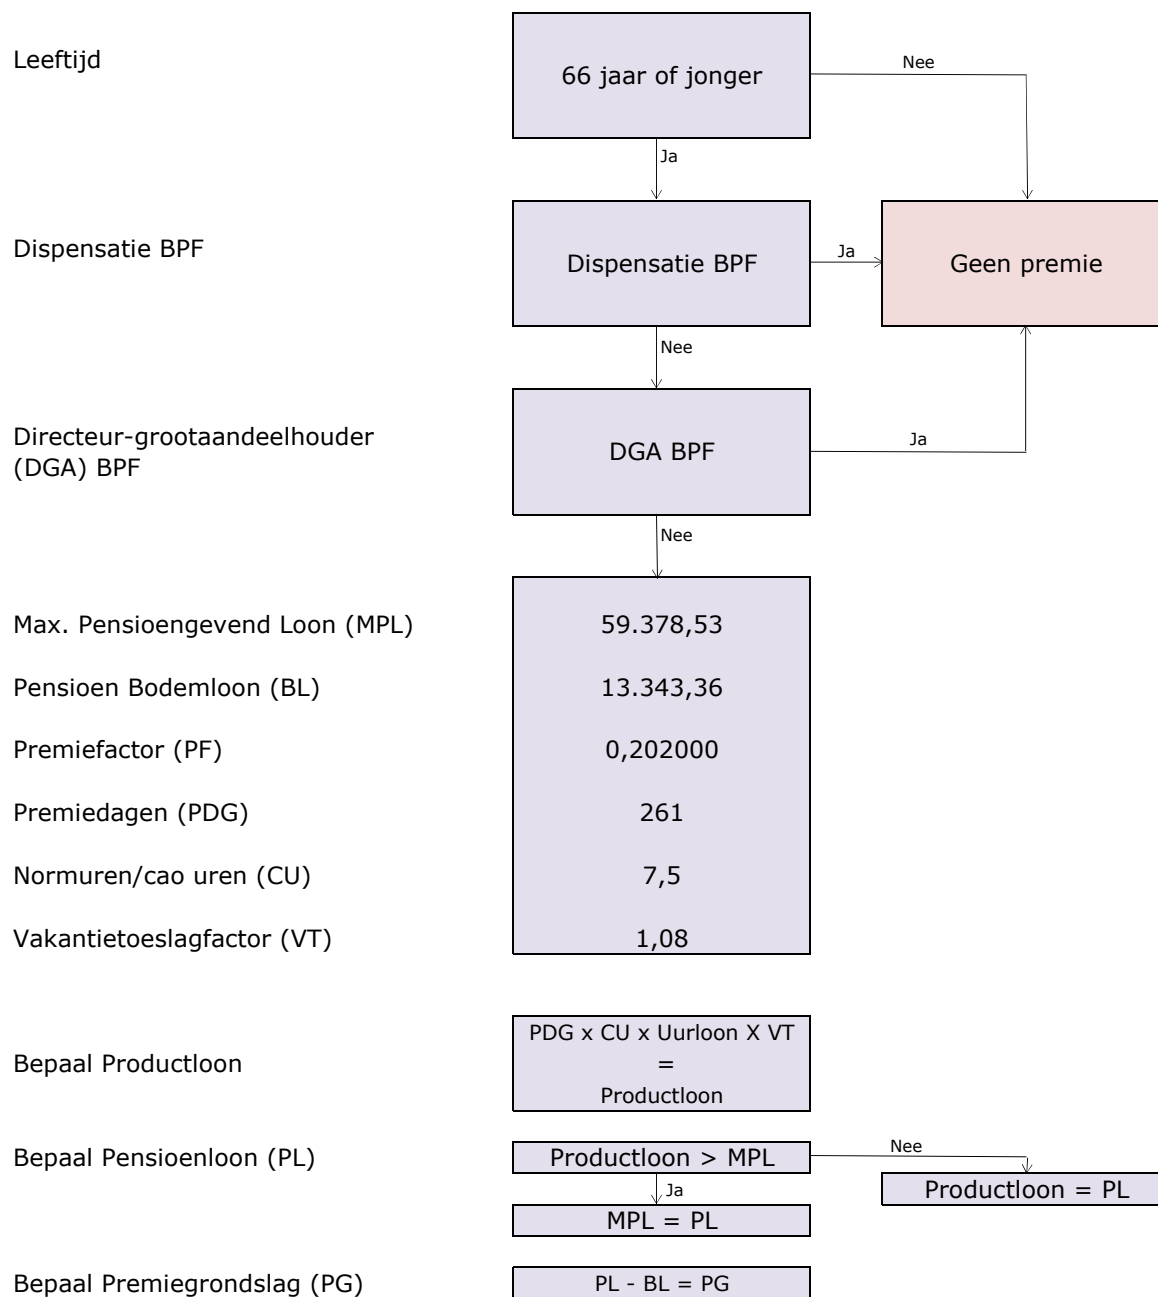 Leeftijd
66 jaar of jonger
Nee
Ja
Dispensatie BPF
Dispensatie BPF
Ja
Geen premie
Nee
Directeur-grootaandeelhouder
(DGA) BPF
DGA BPF
Ja
Nee
Max. Pensioengevend Loon (MPL)
59.378,53
Pensioen Bodemloon (BL)
13.343,36
Premiefactor (PF)
0,202000
Premiedagen (PDG)
261
Normuren/cao uren (CU)
7,5
Vakantietoeslagfactor (VT)
1,08
Bepaal Productloon
PDG x CU x Uurloon X VT
=
Productloon
Bepaal Pensioenloon (PL)
Productloon > MPL
Nee
Ja
Productloon = PL
MPL = PL
Bepaal Premiegrondslag (PG)
PL - BL = PG